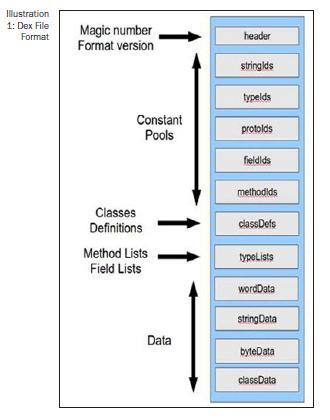 Illustration
1: Dex File
Format
Magic number
Format version
header
stringIds
typeIds
protoIds
Constant
Pools
fieldIds
methodIds
Classes
Definitions
classDefs
Method Lists
Field Lists
typeLists
wordData
stringData
Data
byteData
classData